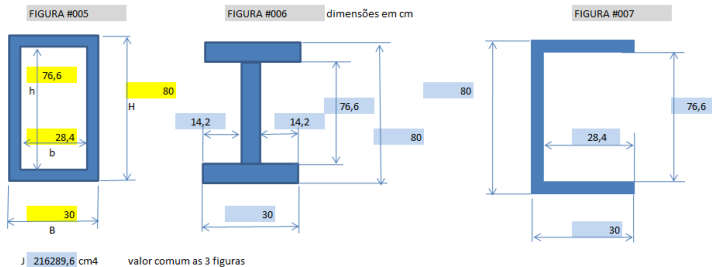 FIGURA #005 FIGURA #006 dimensões em cm FIGURA #007
76,6
h
80
H
76,6
80
80
76,6
14,2 14,2
28,4
b
28,4
30
B
30
30
J 216289,6 cm4 valor comum as 3 figuras